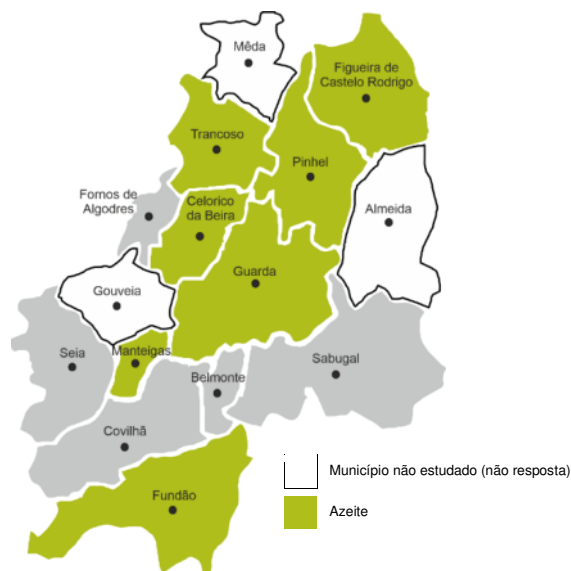 Mêda
Figueira de
Castelo Rodrigo
Trancoso
Pinhel
Fornos de
Algodres
Celorico
da Beira
Almeida
Guarda
Gouveia
Seia
Manteigas
Belmonte
Sabugal
Covilhã
Fundão
Município não estudado (não resposta)
Azeite